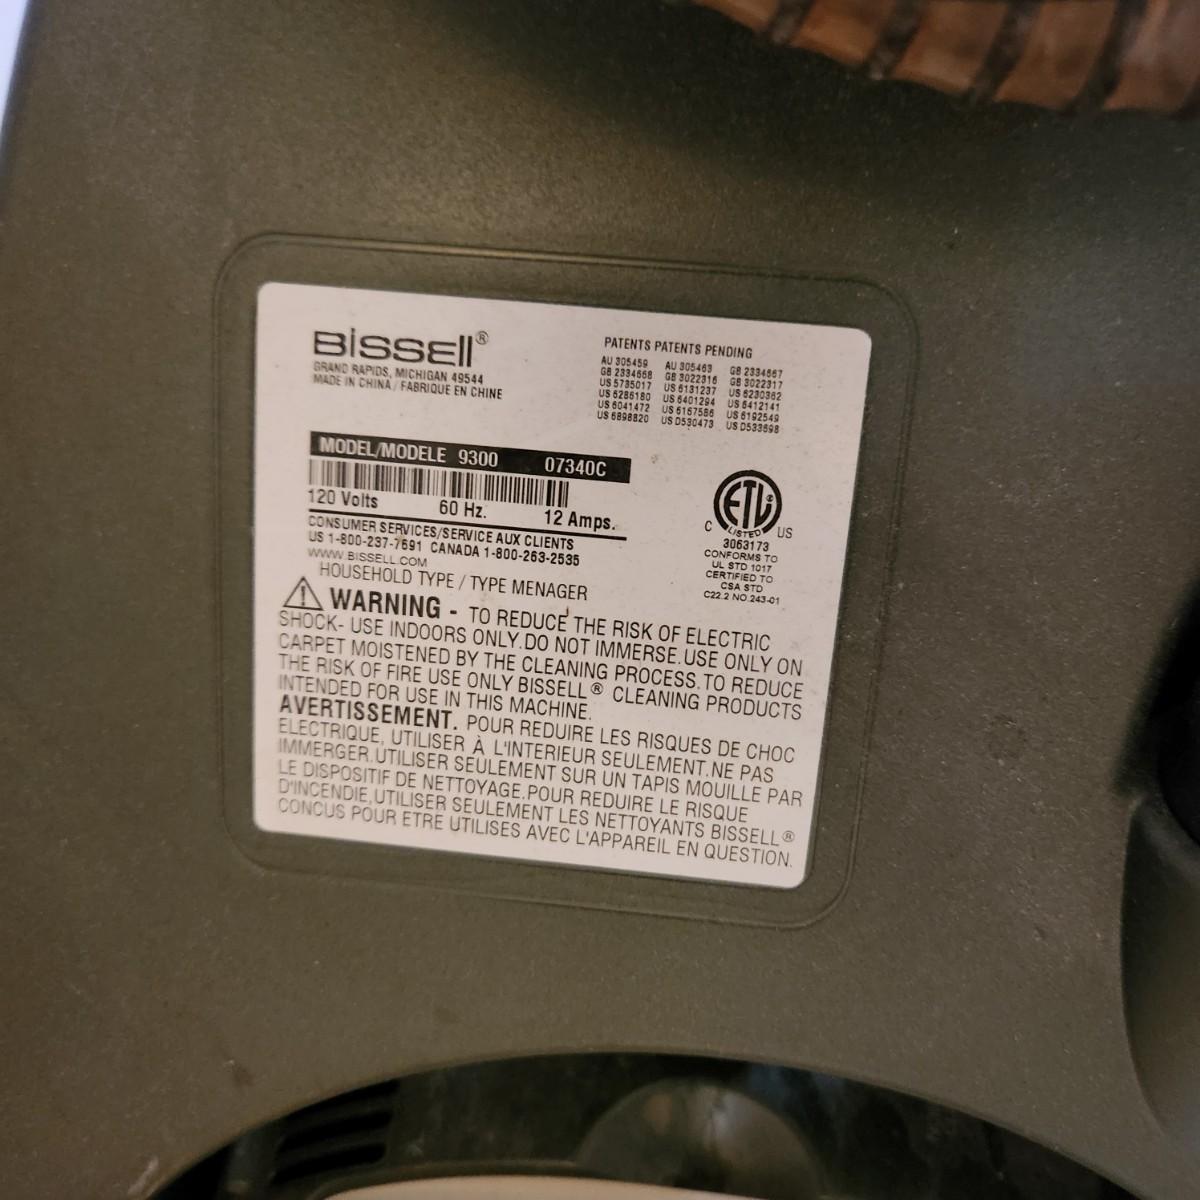 BISSELL®
GRAND RAPIDS, MICHIGAN 49544
MADE IN CHINA / FABRIQUE EN CHINE
PATENTS PATENTS PENDING
AU 305459 AU 305463 GB 2334667
GB 2334668 GB 3022316 GB 3022317
US 5735017 US 6131237 US 6230362
US 6286180 US 6401294 US 6412141
US 6041472 US 6167586 US 6192549
US 6898820 US D530473 US D533698
MODEL/MODELE 9300 07340C
120 Volts 60 Hz. 12 Amps.
CONSUMER SERVICES/SERVICE AUX CLIENTS
US 1-800-237-7691 CANADA 1-800-263-2535
WWW.BISSELL.COM
HOUSEHOLD TYPE / TYPE MENAGER
ETL®
C LISTED US
3063173
CONFORMS TO
UL STD 1017
CERTIFIED TO
CSA STD
C22.2 NO.243-01
WARNING - TO REDUCE THE RISK OF ELECTRIC
SHOCK- USE INDOORS ONLY.DO NOT IMMERSE.USE ONLY ON
CARPET MOISTENED BY THE CLEANING PROCESS.TO REDUCE
THE RISK OF FIRE USE ONLY BISSELL® CLEANING PRODUCTS
INTENDED FOR USE IN THIS MACHINE.
AVERTISSEMENT. POUR REDUIRE LES RISQUES DE CHOC
ELECTRIQUE, UTILISER À L'INTERIEUR SEULEMENT.NE PAS
IMMERGER.UTILISER SEULEMENT SUR UN TAPIS MOUILLE PAR
LE DISPOSITIF DE NETTOYAGE.POUR REDUIRE LE RISQUE
D'INCENDIE,UTILISER SEULEMENT LES NETTOYANTS BISSELL®
CONCUS POUR ETRE UTILISES AVEC L'APPAREIL EN QUESTION.